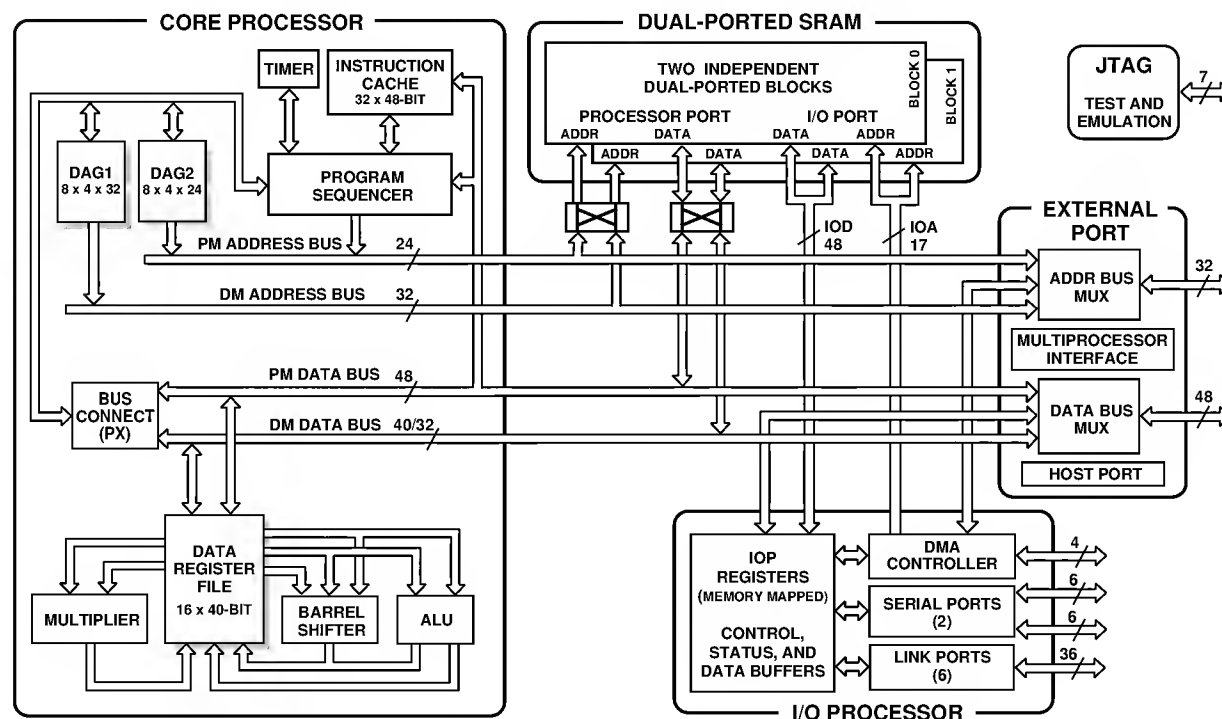 CORE PROCESSOR
TIMER
INSTRUCTION
CACHE
32 x 48-BIT
DAG1
8 x 4 x 32
DAG2
8 x 4 x 24
PROGRAM
SEQUENCER
PM ADDRESS BUS 24
DM ADDRESS BUS 32
PM DATA BUS 48
DM DATA BUS 40/32
BUS
CONNECT
(PX)
DATA
REGISTER
FILE
16 x 40-BIT
MULTIPLIER
BARREL
SHIFTER
ALU
DUAL-PORTED SRAM
TWO INDEPENDENT
DUAL-PORTED BLOCKS
BLOCK 0
BLOCK 1
PROCESSOR PORT
I/O PORT
ADDR DATA DATA ADDR
ADDR DATA DATA ADDR
IOD
48
IOA
17
JTAG
TEST AND
EMULATION
7
EXTERNAL
PORT
ADDR BUS
MUX
32
MULTIPROCESSOR
INTERFACE
DATA BUS
MUX
48
HOST PORT
IOP
REGISTERS
(MEMORY MAPPED)
CONTROL,
STATUS, AND
DATA BUFFERS
DMA
CONTROLLER
4
SERIAL PORTS
(2)
6
6
LINK PORTS
(6)
36
I/O PROCESSOR